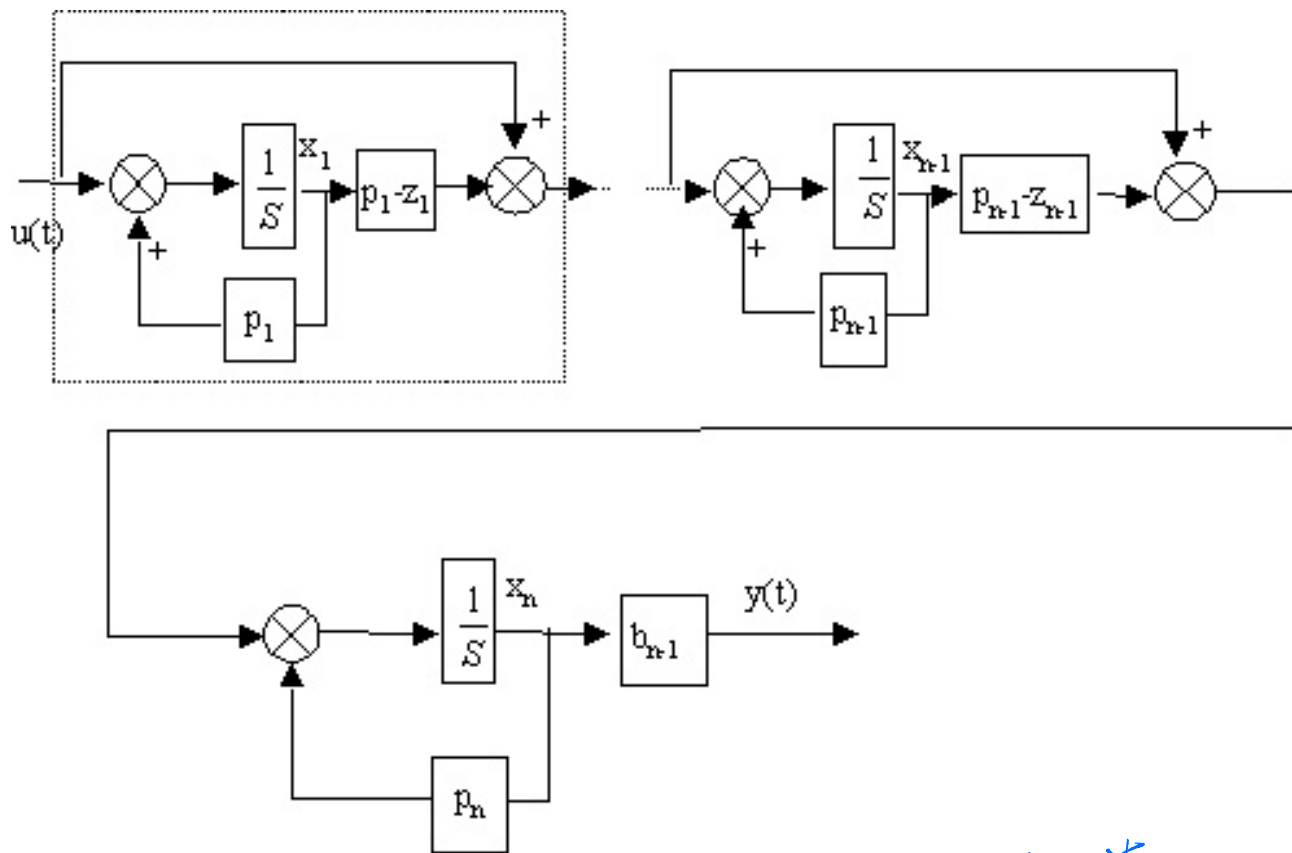 +
+
1/S
x₁
p₁-z₁
1/S
xₙ₋₁
pₙ₋₁-zₙ₋₁
u(t)
+
+
p₁
pₙ₋₁
1/S
xₙ
bₙ₋₁
y(t)
pₙ